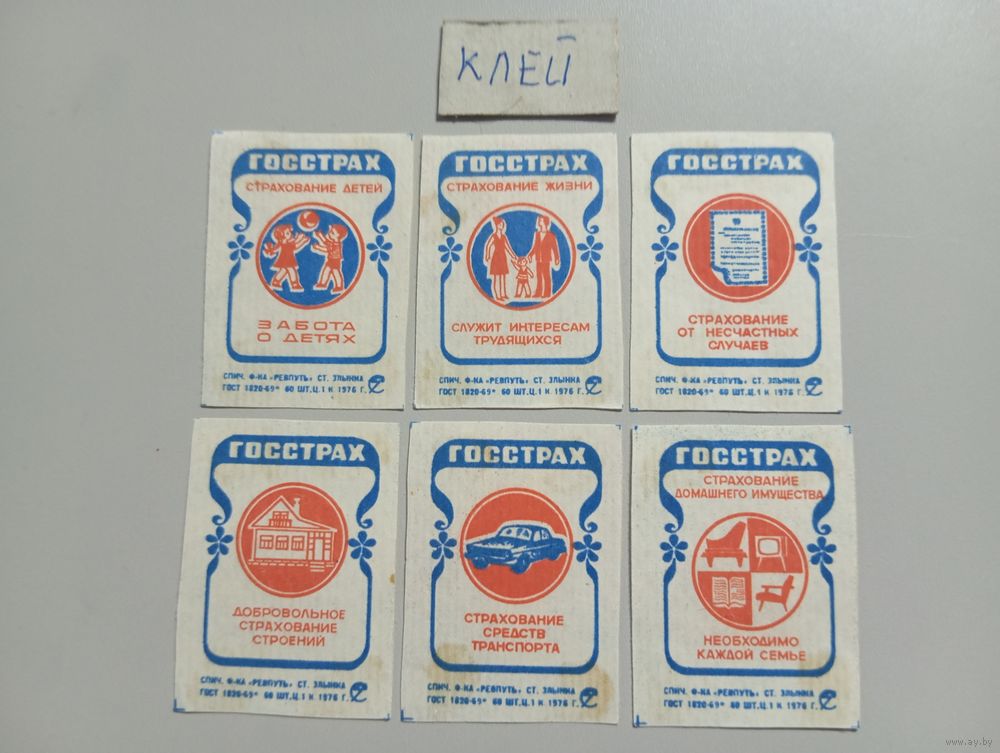 КЛЕЙ
ГОССТРАХ
СТРАХОВАНИЕ ДЕТЕЙ
ЗАБОТА
О ДЕТЯХ
СПИЧ. Ф-КА «РЕВПУТЬ» СТ. ЗЛЫНКА
ГОСТ 1820-69* 60 ШТ.Ц.1 К 1976 Г.
ГОССТРАХ
СТРАХОВАНИЕ ЖИЗНИ
СЛУЖИТ ИНТЕРЕСАМ
ТРУДЯЩИХСЯ
СПИЧ. Ф-КА «РЕВПУТЬ» СТ. ЗЛЫНКА
ГОСТ 1820-69* 60 ШТ.Ц.1 К 1976 Г.
ГОССТРАХ
СТРАХОВАНИЕ
ОТ НЕСЧАСТНЫХ
СЛУЧАЕВ
СПИЧ. Ф-КА «РЕВПУТЬ» СТ. ЗЛЫНКА
ГОСТ 1820-69* 60 ШТ.Ц.1 К 1976 Г.
ГОССТРАХ
ДОБРОВОЛЬНОЕ
СТРАХОВАНИЕ
СТРОЕНИЙ
СПИЧ. Ф-КА «РЕВПУТЬ» СТ. ЗЛЫНКА
ГОСТ 1820-69* 60 ШТ.Ц.1 К 1976 Г.
ГОССТРАХ
СТРАХОВАНИЕ
СРЕДСТВ
ТРАНСПОРТА
СПИЧ. Ф-КА «РЕВПУТЬ» СТ. ЗЛЫНКА
ГОСТ 1820-69* 60 ШТ.Ц.1 К 1976 Г.
ГОССТРАХ
СТРАХОВАНИЕ
ДОМАШНЕГО ИМУЩЕСТВА
НЕОБХОДИМО
КАЖДОЙ СЕМЬЕ
СПИЧ. Ф-КА «РЕВПУТЬ» СТ. ЗЛЫНКА
ГОСТ 1820-69* 60 ШТ.Ц.1 К 1976 Г.
www.ay.by